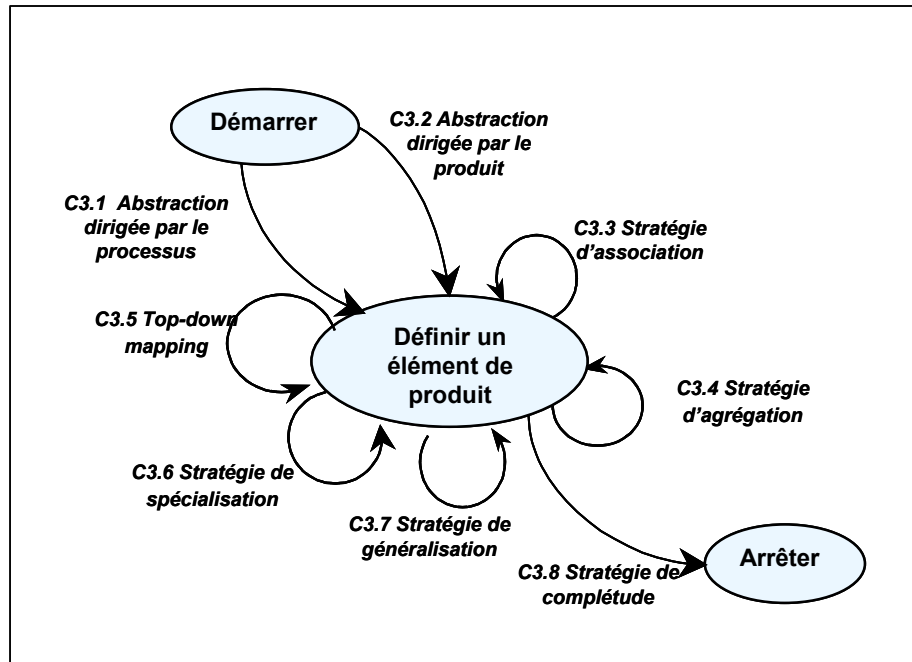 Démarrer
C3.2 Abstraction
dirigée par le
produit
C3.1 Abstraction
dirigée par le
processus
C3.3 Stratégie
d'association
C3.5 Top-down
mapping
Définir un
élément de
produit
C3.4 Stratégie
d'agrégation
C3.6 Stratégie de
spécialisation
C3.7 Stratégie de
généralisation
C3.8 Stratégie de
complétude
Arrêter